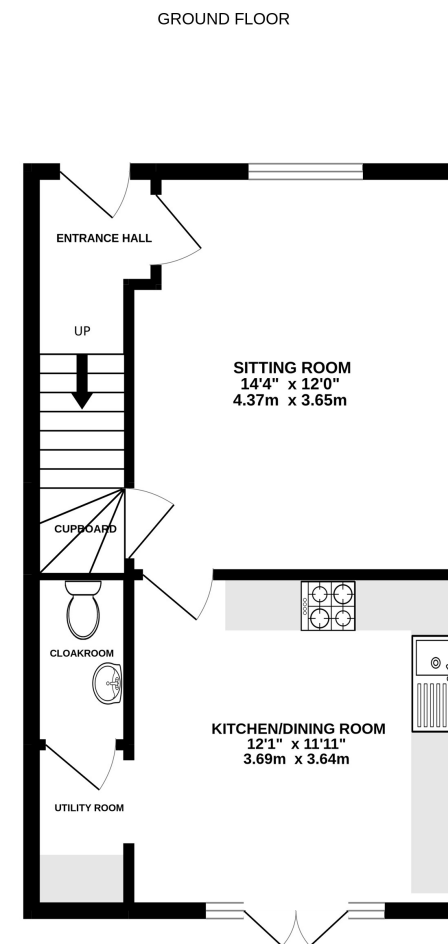 GROUND FLOOR
ENTRANCE HALL
UP
SITTING ROOM
14'4" x 12'0"
4.37m x 3.65m
CUPBOARD
CLOAKROOM
KITCHEN/DINING ROOM
12'1" x 11'11"
3.69m x 3.64m
UTILITY ROOM